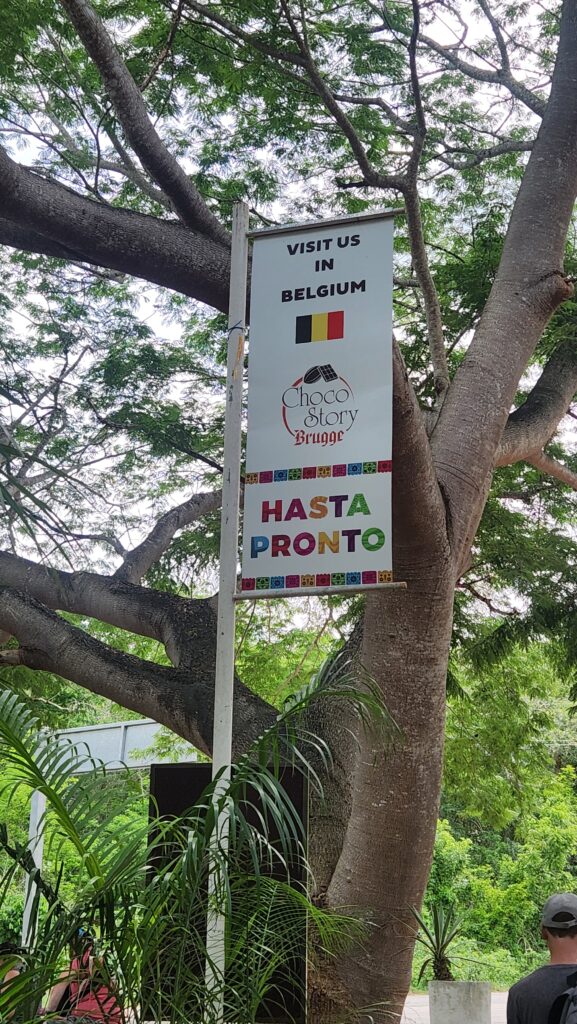 VISIT US
IN
BELGIUM
Choco
Story
Brugge
HASTA
PRONTO